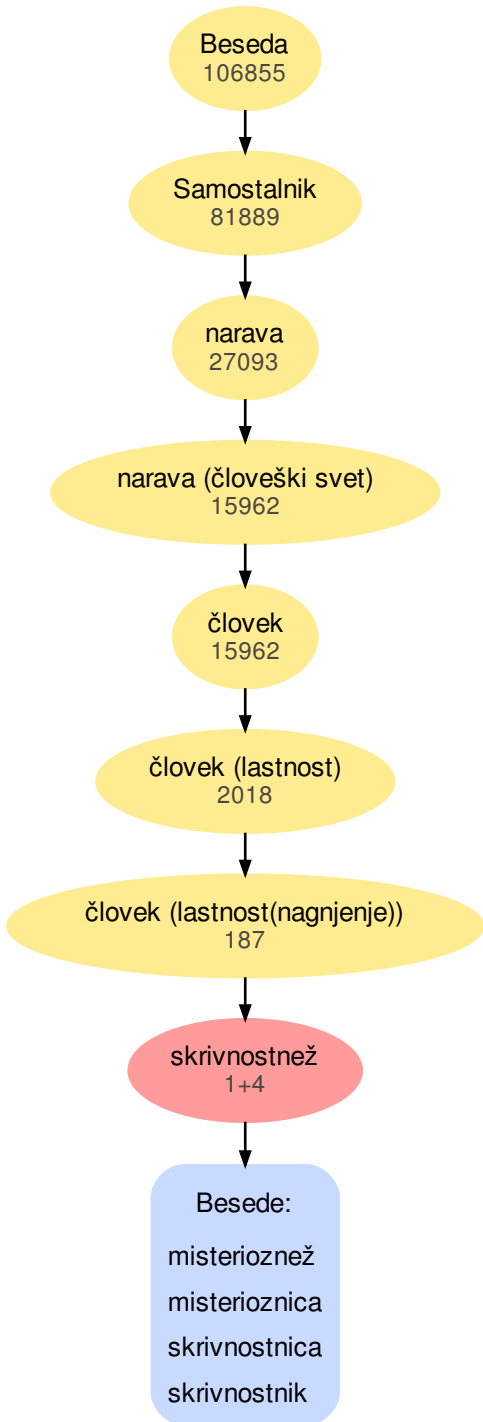 Beseda
106855
Samostalnik
81889
narava
27093
narava (človeški svet)
15962
človek
15962
človek (lastnost)
2018
človek (lastnost(nagnjenje))
187
skrivnostnež
1+4
Besede:
misterioznež
misterioznica
skrivnostnica
skrivnostnik